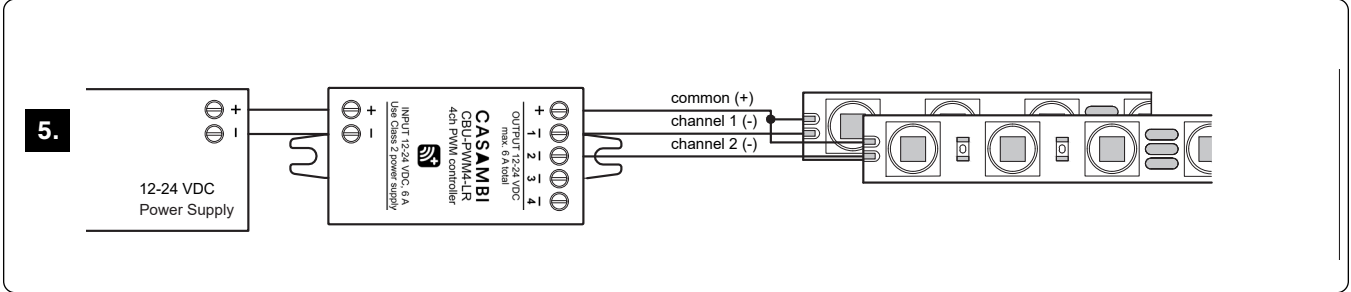 5.
12-24 VDC
Power Supply
+
-
+
-
INPUT 12-24 VDC, 6 A
Use Class 2 power supply
CASAMBI
CBU-PWM4-LR
4ch PWM controller
OUTPUT 12-24 VDC
max. 6 A total
+
1 -
2 -
3 -
4 -
common (+)
channel 1 (-)
channel 2 (-)
0
0